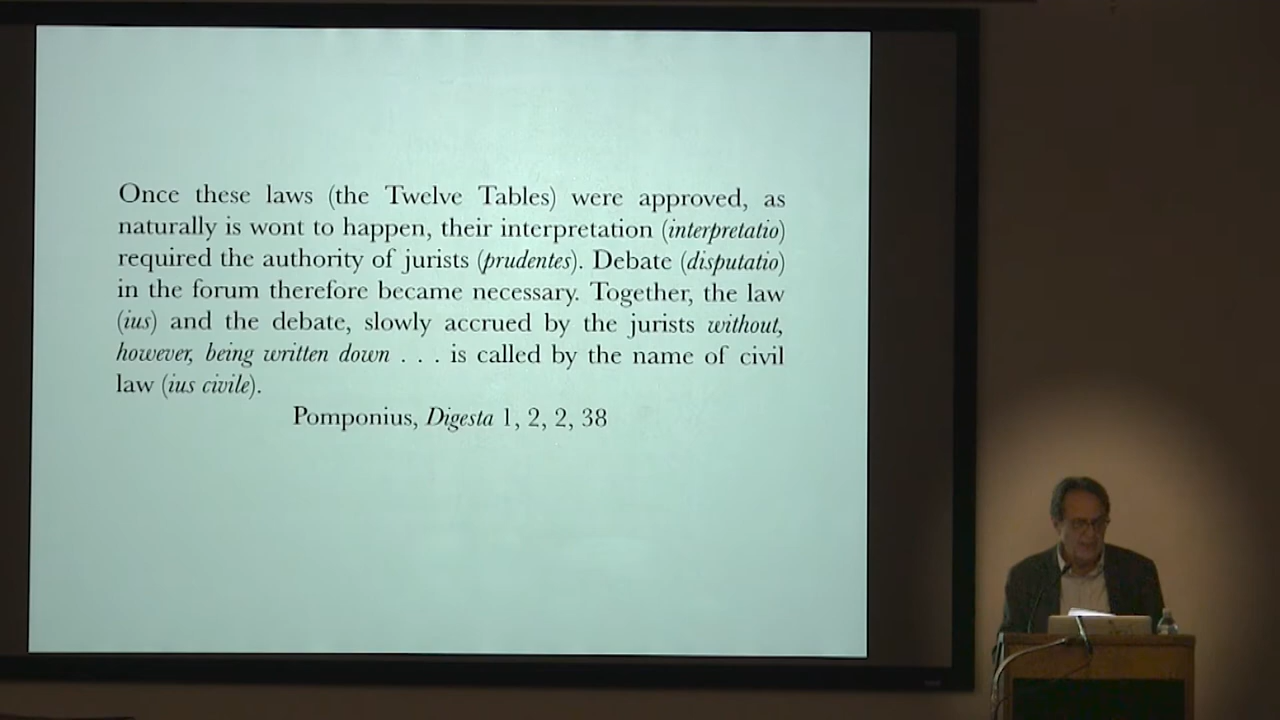 Once these laws (the Twelve Tables) were approved, as
naturally is wont to happen, their interpretation (interpretatio)
required the authority of jurists (prudentes). Debate (disputatio)
in the forum therefore became necessary. Together, the law
(ius) and the debate, slowly accrued by the jurists without,
however, being written down . . . is called by the name of civil
law (ius civile).
Pomponius, Digesta 1, 2, 2, 38